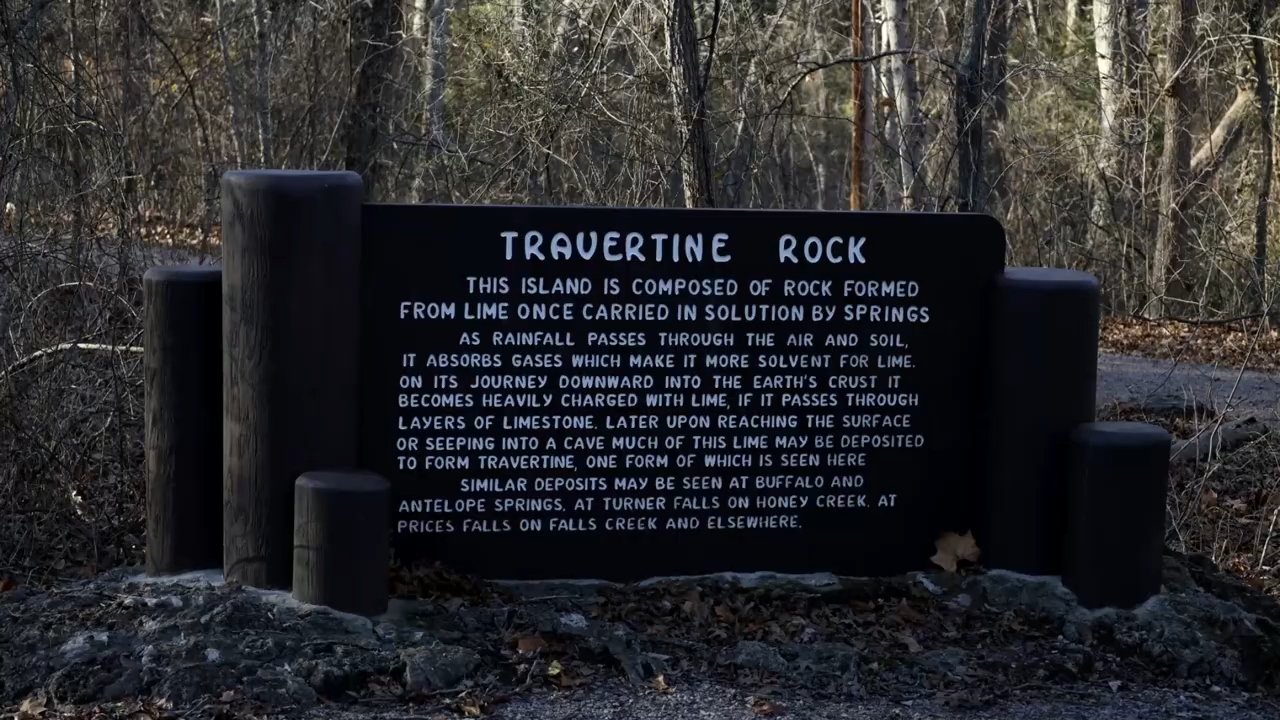 TRAVERTINE ROCK
THIS ISLAND IS COMPOSED OF ROCK FORMED
FROM LIME ONCE CARRIED IN SOLUTION BY SPRINGS
AS RAINFALL PASSES THROUGH THE AIR AND SOIL,
IT ABSORBS GASES WHICH MAKE IT MORE SOLVENT FOR LIME.
ON ITS JOURNEY DOWNWARD INTO THE EARTH'S CRUST IT
BECOMES HEAVILY CHARGED WITH LIME, IF IT PASSES THROUGH
LAYERS OF LIMESTONE. LATER UPON REACHING THE SURFACE
OR SEEPING INTO A CAVE MUCH OF THIS LIME MAY BE DEPOSITED
TO FORM TRAVERTINE, ONE FORM OF WHICH IS SEEN HERE
SIMILAR DEPOSITS MAY BE SEEN AT BUFFALO AND
ANTELOPE SPRINGS, AT TURNER FALLS ON HONEY CREEK, AT
PRICES FALLS ON FALLS CREEK AND ELSEWHERE.